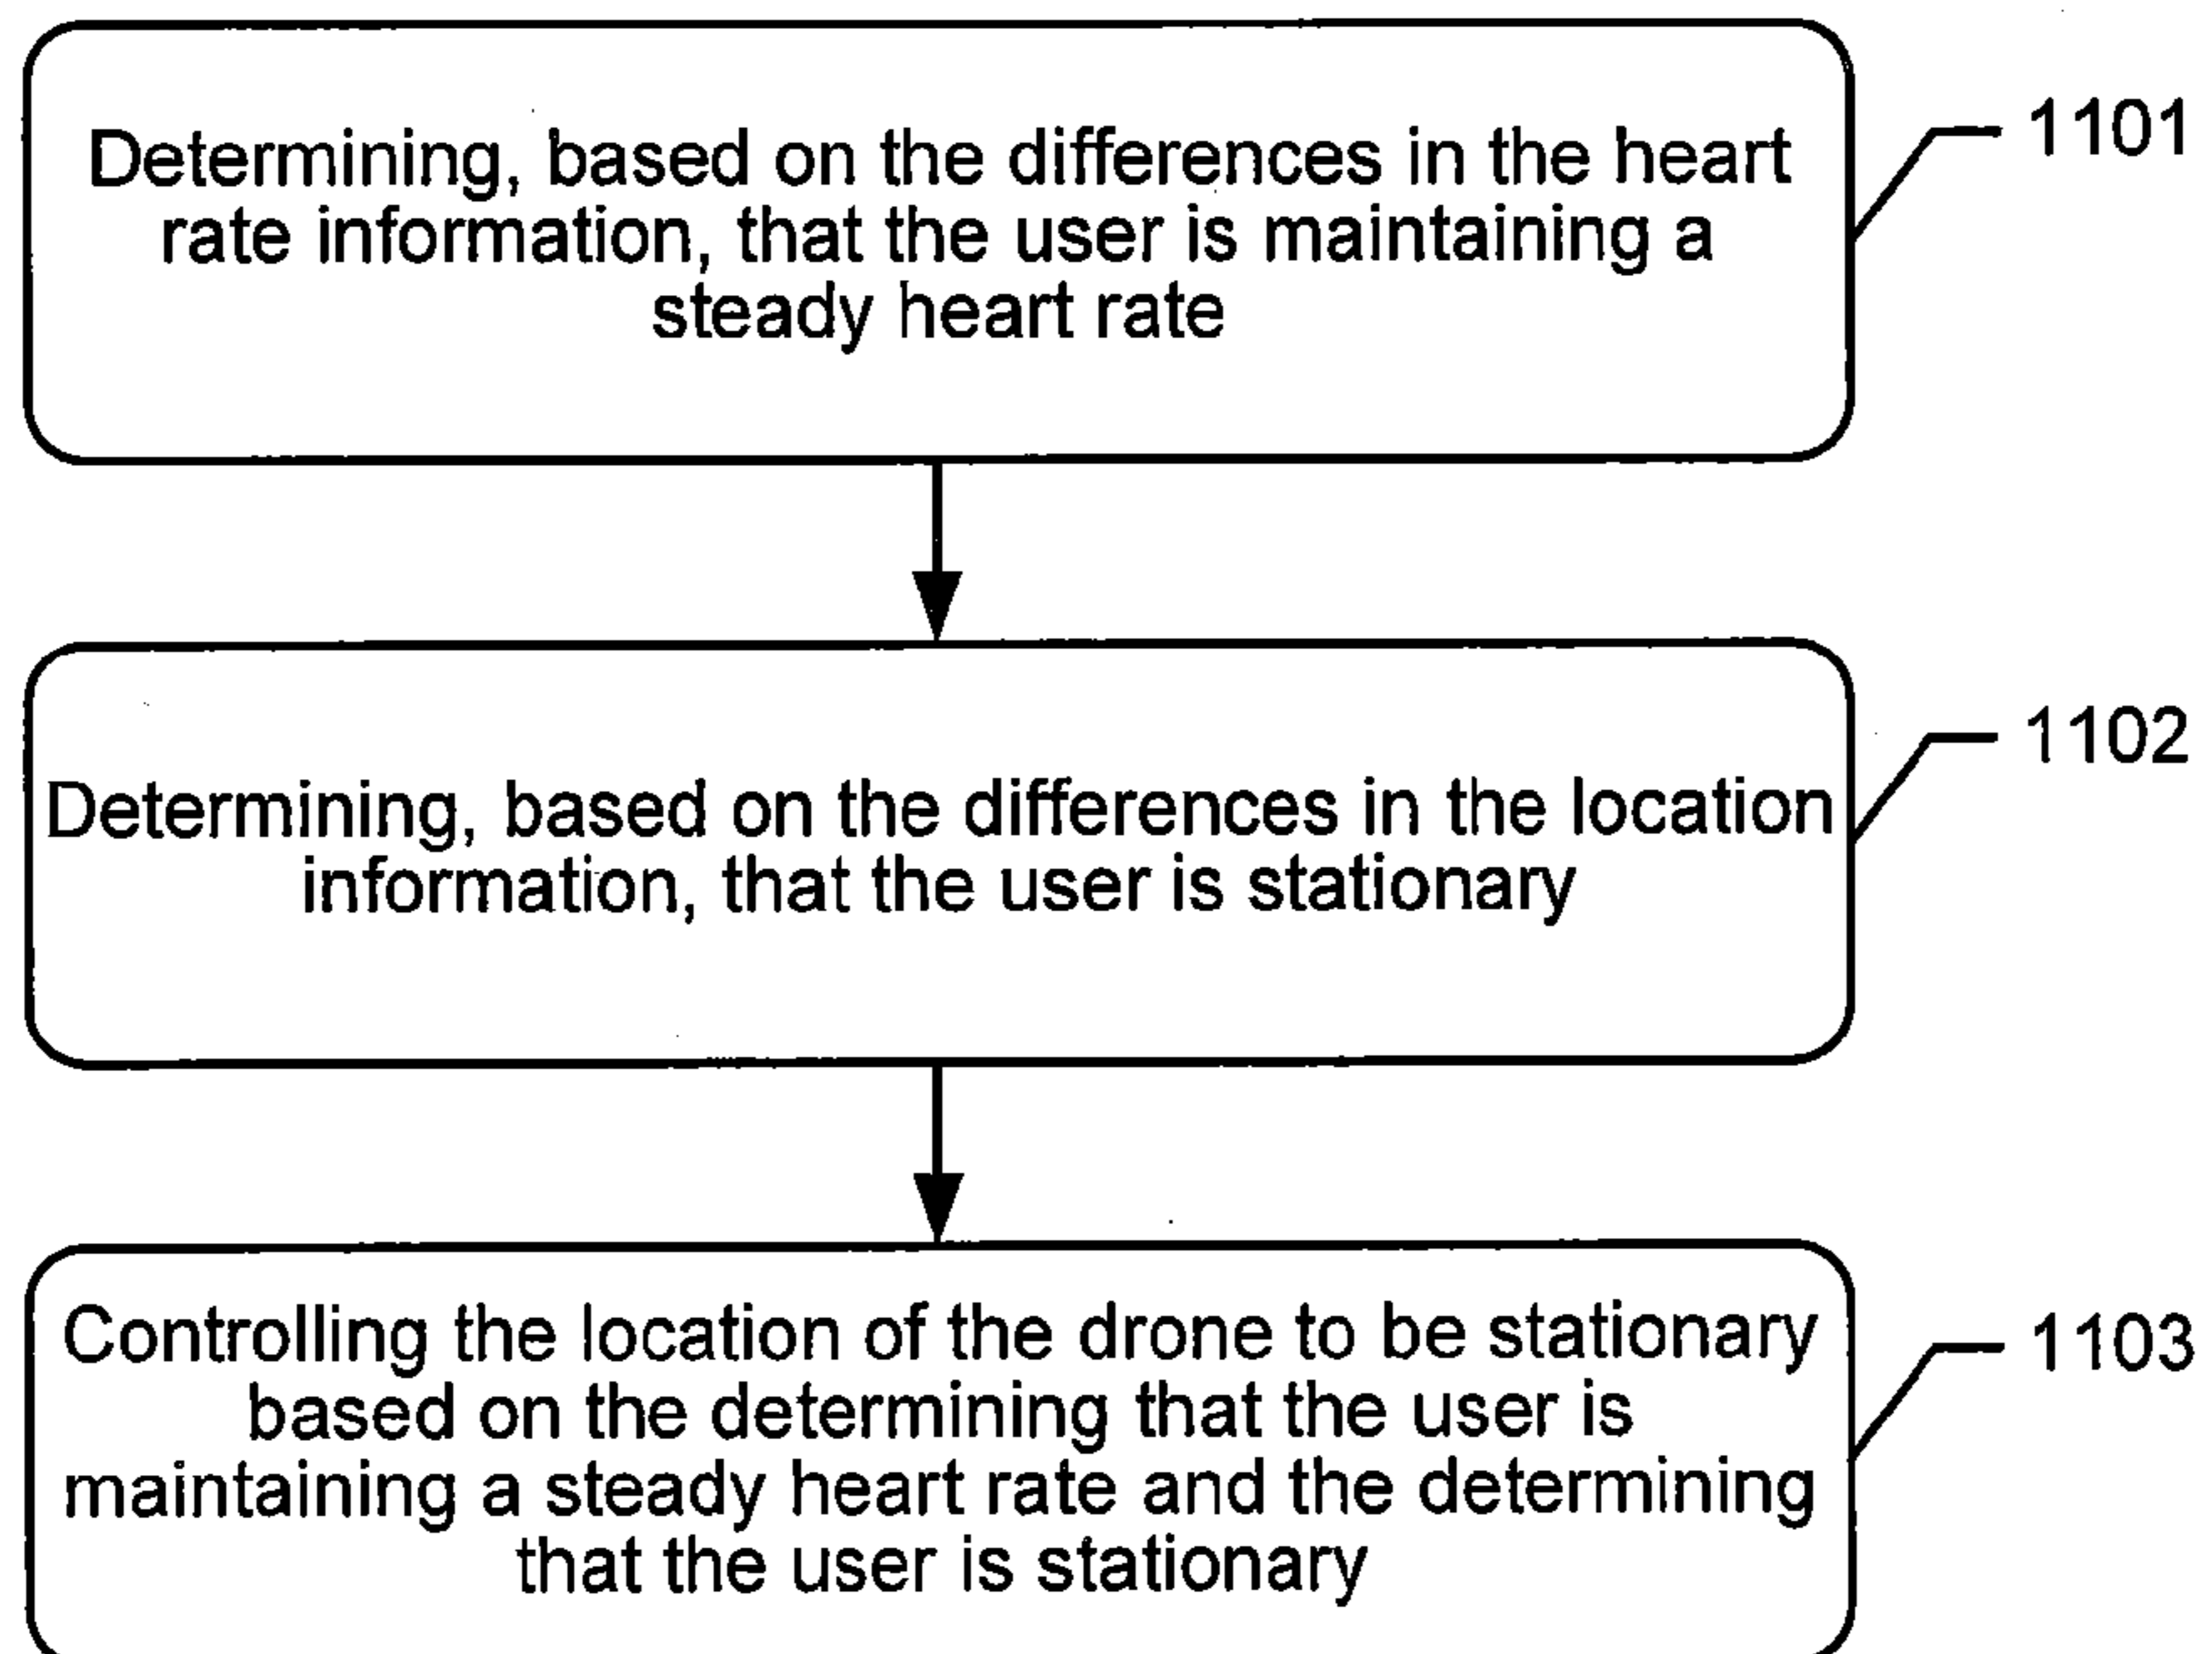 Determining, based on the differences in the heart
rate information, that the user is maintaining a
steady heart rate
1101
Determining, based on the differences in the location
information, that the user is stationary
1102
Controlling the location of the drone to be stationary
based on the determining that the user is
maintaining a steady heart rate and the determining
that the user is stationary
1103